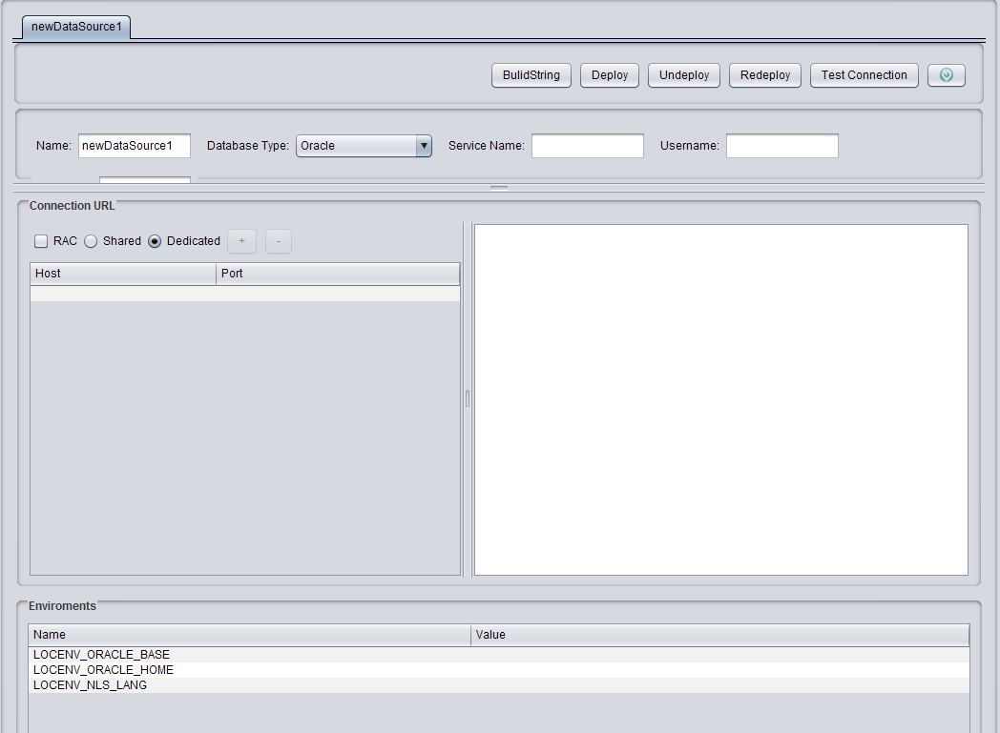 newDataSource1
BulidString Deploy Undeploy Redeploy Test Connection
Name: newDataSource1 Database Type: Oracle Service Name: Username:
Connection URL
RAC Shared Dedicated + -
Host Port
Enviroments
Name Value
LOCENV_ORACLE_BASE
LOCENV_ORACLE_HOME
LOCENV_NLS_LANG